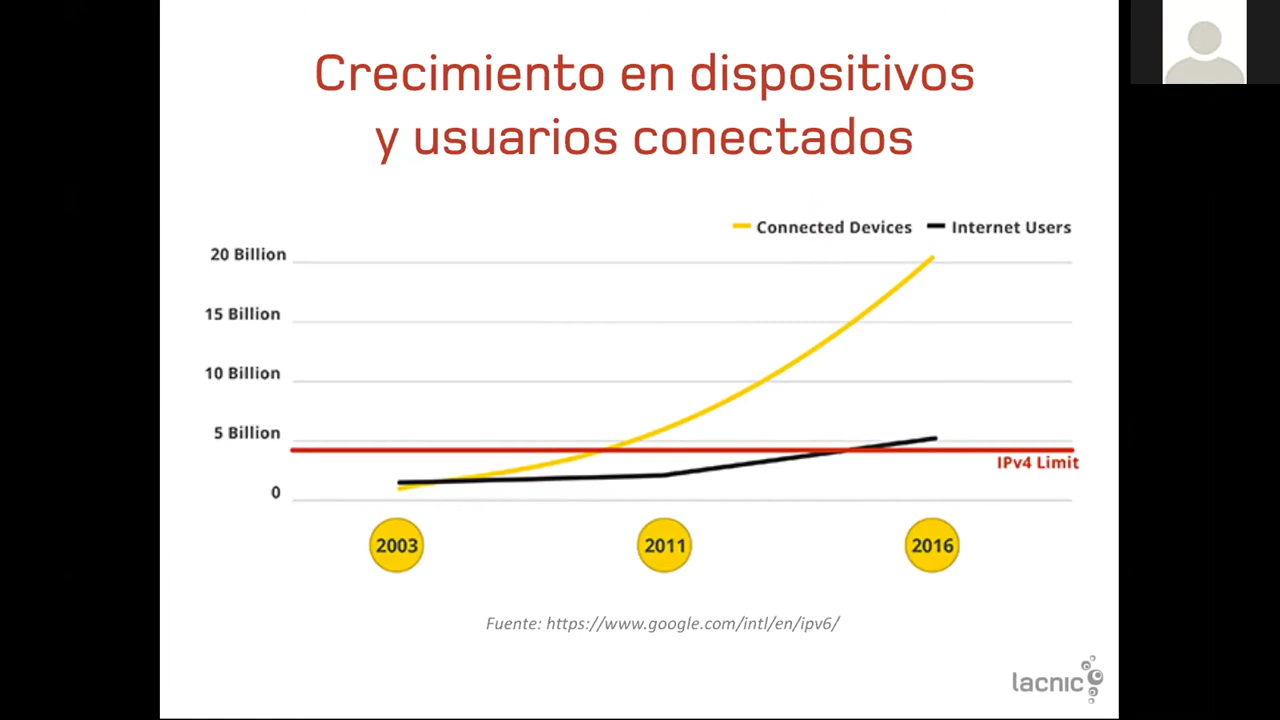 Crecimiento en dispositivos
y usuarios conectados
Connected Devices Internet Users
20 Billion
15 Billion
10 Billion
5 Billion
IPv4 Limit
0
2003 2011 2016
Fuente: https://www.google.com/intl/en/ipv6/
lacnic